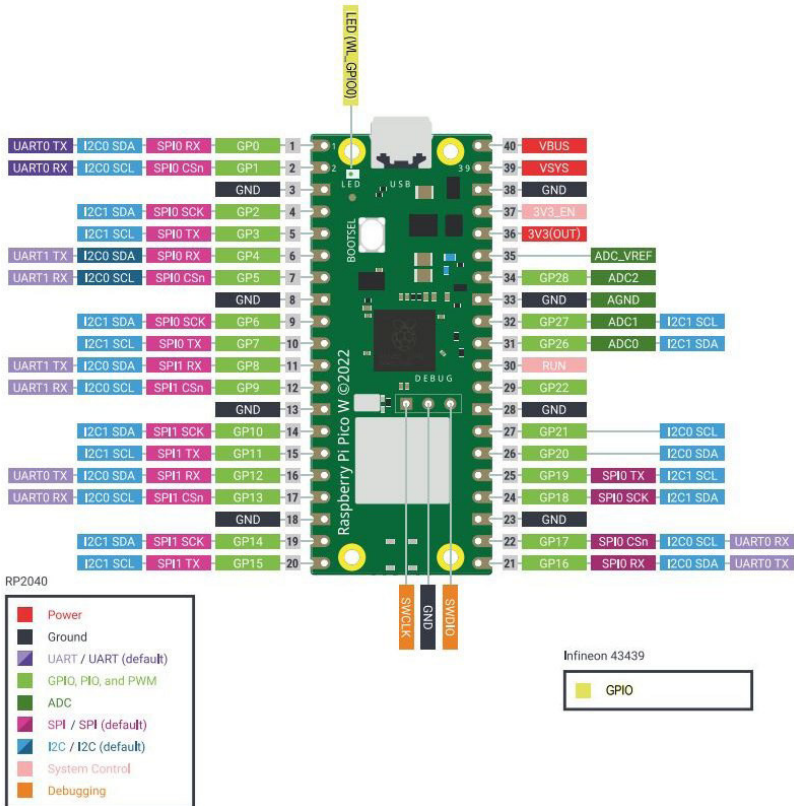 LED (WL_GPIO0)
UART0 TX I2C0 SDA SPI0 RX GP0 1 1 40 VBUS
UART0 RX I2C0 SCL SPI0 CSn GP1 2 2 39 39 VSYS
LED USB
GND 3 38 GND
I2C1 SDA SPI0 SCK GP2 4 37 3V3_EN
I2C1 SCL SPI0 TX GP3 5 36 3V3(OUT)
BOOTSEL
UART1 TX I2C0 SDA SPI0 RX GP4 6 35 ADC_VREF
UART1 RX I2C0 SCL SPI0 CSn GP5 7 34 GP28 ADC2
GND 8 33 GND AGND
I2C1 SDA SPI0 SCK GP6 9 32 GP27 ADC1 I2C1 SCL
I2C1 SCL SPI0 TX GP7 10 31 GP26 ADC0 I2C1 SDA
UART1 TX I2C0 SDA SPI1 RX GP8 11 30 RUN
DEBUG
UART1 RX I2C0 SCL SPI1 CSn GP9 12 29 GP22
GND 13 28 GND
I2C1 SDA SPI1 SCK GP10 14 27 GP21 I2C0 SCL
I2C1 SCL SPI1 TX GP11 15 26 GP20 I2C0 SDA
UART0 TX I2C0 SDA SPI1 RX GP12 16 25 GP19 SPI0 TX I2C1 SCL
UART0 RX I2C0 SCL SPI1 CSn GP13 17 24 GP18 SPI0 SCK I2C1 SDA
GND 18 23 GND
I2C1 SDA SPI1 SCK GP14 19 22 GP17 SPI0 CSn I2C0 SCL UART0 RX
I2C1 SCL SPI1 TX GP15 20 21 GP16 SPI0 RX I2C0 SDA UART0 TX
Raspberry Pi Pico W ©2022
SWCLK
GND
SWDIO
RP2040
Power
Ground
UART / UART (default)
GPIO, PIO, and PWM
ADC
SPI / SPI (default)
I2C / I2C (default)
System Control
Debugging
Infineon 43439
GPIO